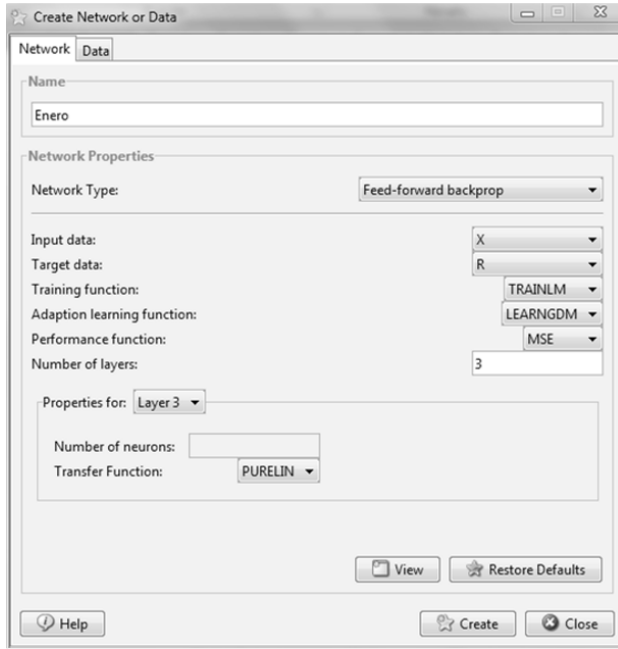 Create Network or Data
Network Data
Name
Enero
Network Properties
Network Type: Feed-forward backprop
Input data: X
Target data: R
Training function: TRAINLM
Adaption learning function: LEARNGDM
Performance function: MSE
Number of layers: 3
Properties for: Layer 3
Number of neurons:
Transfer Function: PURELIN
View Restore Defaults
Help Create Close